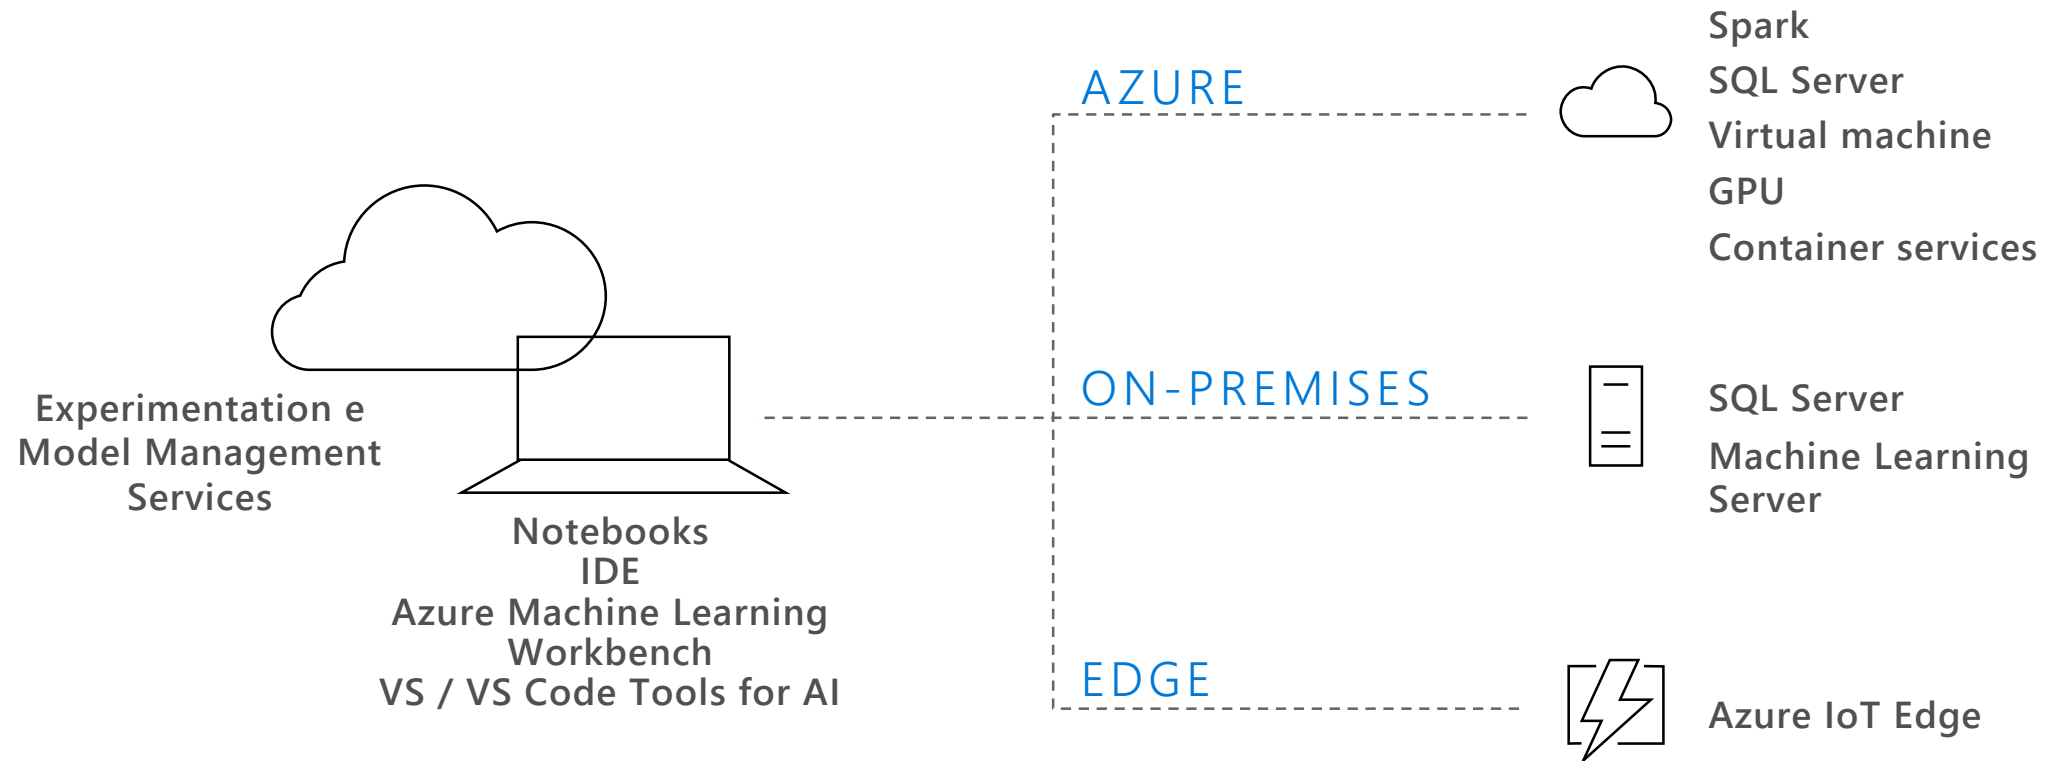 Experimentation e
Model Management
Services
Notebooks
IDE
Azure Machine Learning
Workbench
VS / VS Code Tools for AI
AZURE
Spark
SQL Server
Virtual machine
GPU
Container services
ON-PREMISES
SQL Server
Machine Learning
Server
EDGE
Azure IoT Edge